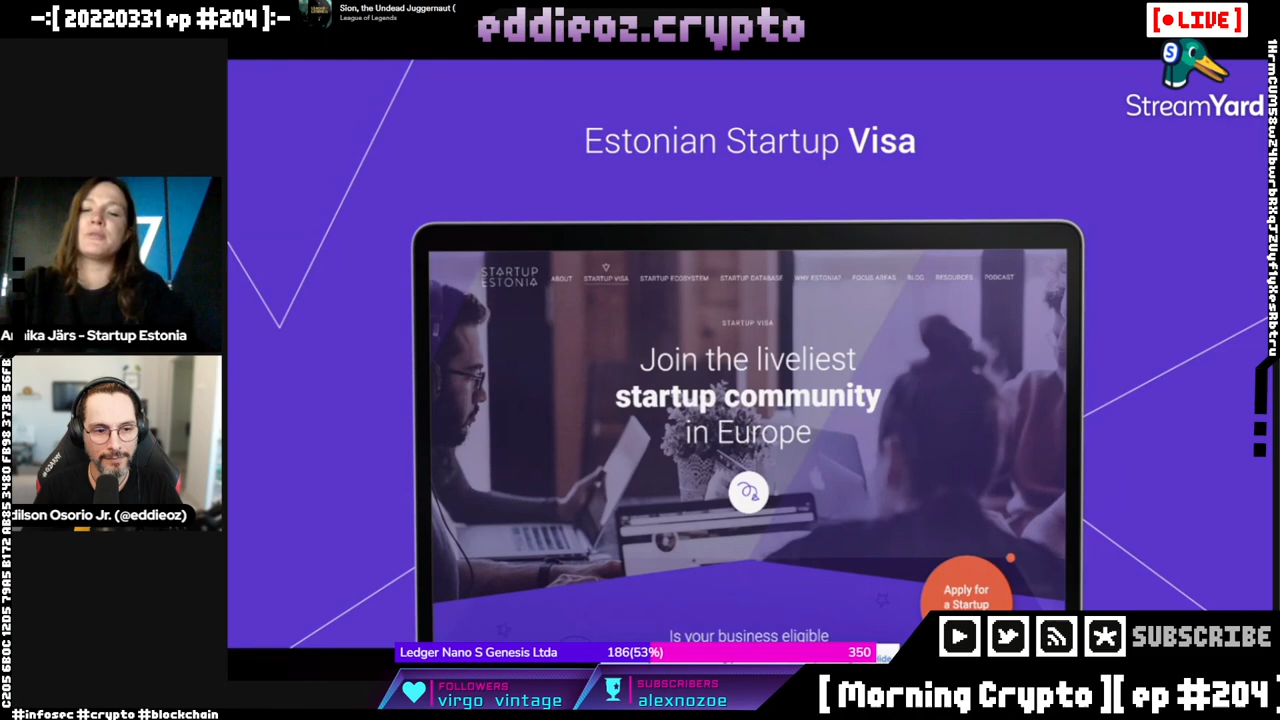 -:[ 20220331 ep #204 ]:-
Sion, the Undead Juggernaut (
League of Legends
eddieoz.crypto
[•LIVE]
StreamYard
Estonian Startup Visa
STARTUP
ESTONIA
ABOUT
STARTUP VISA
STARTUP ECOSYSTEM
STARTUP DATABASE
WHY ESTONIA?
FOCUS AREAS
BLOG
RESOURCES
PODCAST
STARTUP VISA
Join the liveliest
startup community
in Europe
Apply for
a Startup
Is your business eligible
Järs - Startup Estonia
dilson Osorio Jr. (@eddieoz)
Ledger Nano S Genesis Ltda
186(53%)
350
FOLLOWERS
virgo_vintage
SUBSCRIBERS
alexnozoe
SUBSCRIBE
[ Morning Crypto ][ ep #204 ]
#infosec #crypto #blockchain